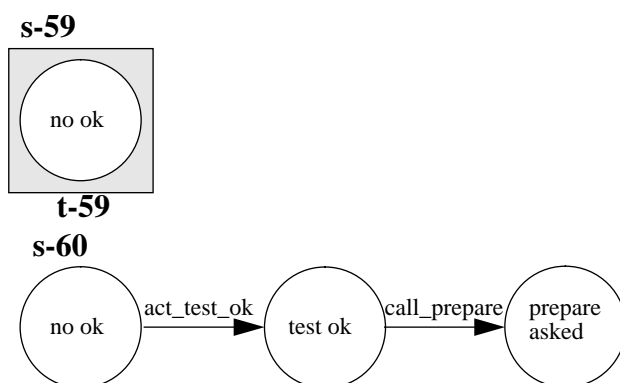 s-59
no ok
t-59
s-60
no ok
act_test_ok
test ok
call_prepare
prepare
asked